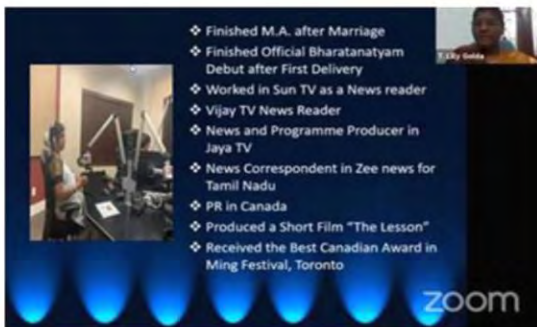 ❖ Finished M.A. after Marriage
❖ Finished Official Bharatanatyam
Debut after First Delivery
❖ Worked in Sun TV as a News reader
❖ Vijay TV News Reader
❖ News and Programme Producer in
Jaya TV
❖ News Correspondent in Zee news for
Tamil Nadu
❖ PR in Canada
❖ Produced a Short Film "The Lesson"
❖ Received the Best Canadian Award in
Ming Festival, Toronto
T. Lily Golda
zoom